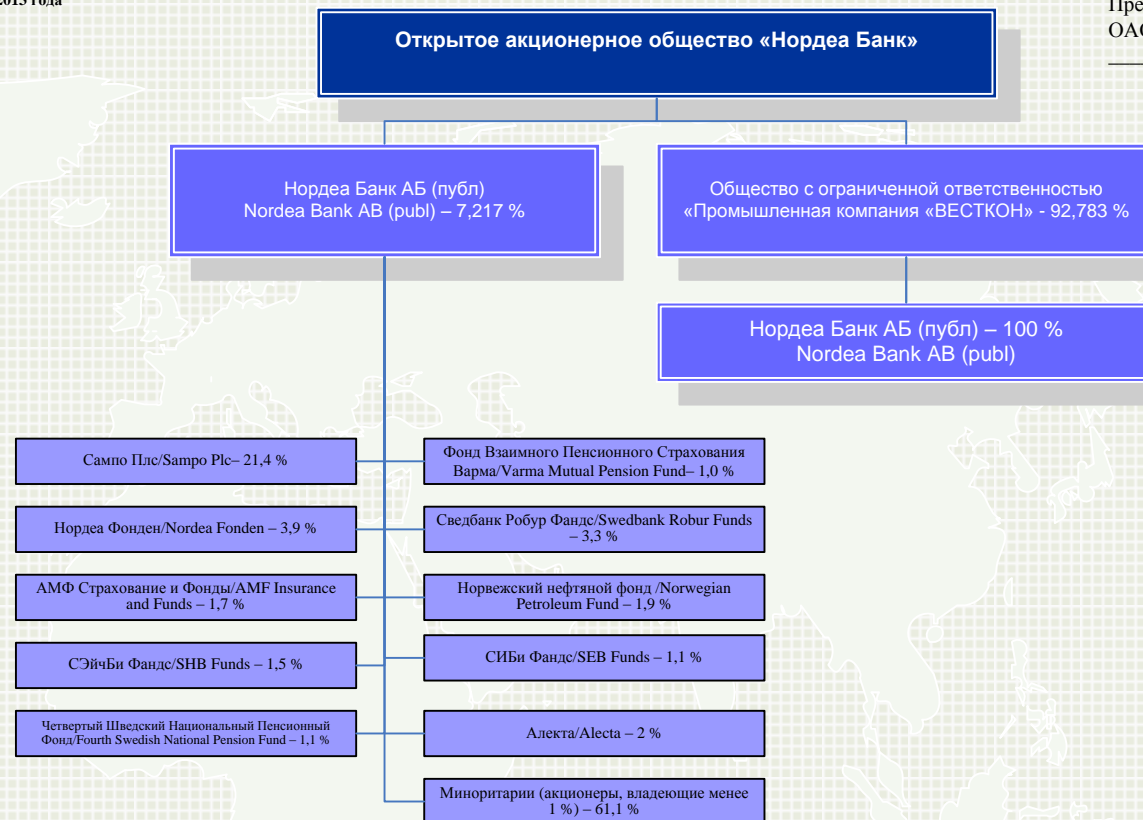 Открытое акционерное общество «Нордеа Банк»
Нордеа Банк АБ (публ)
Nordea Bank AB (publ) – 7,217 %
Общество с ограниченной ответственностью
«Промышленная компания «ВЕСТКОН» - 92,783 %
Нордеа Банк АБ (публ) – 100 %
Nordea Bank AB (publ)
Сампо Плс/Sampo Plc– 21,4 %
Фонд Взаимного Пенсионного Страхования
Варма/Varma Mutual Pension Fund– 1,0 %
Нордеа Фонден/Nordea Fonden – 3,9 %
Сведбанк Робур Фандс/Swedbank Robur Funds
– 3,3 %
АМФ Страхование и Фонды/AMF Insurance
and Funds – 1,7 %
Норвежский нефтяной фонд /Norwegian
Petroleum Fund – 1,9 %
СЭйчБи Фандс/SHB Funds – 1,5 %
СИБи Фандс/SEB Funds – 1,1 %
Четвертый Шведский Национальный Пенсионный
Фонд/Fourth Swedish National Pension Fund – 1,1 %
Алекта/Alecta – 2 %
Миноритарии (акционеры, владеющие менее
1 %) – 61,1 %